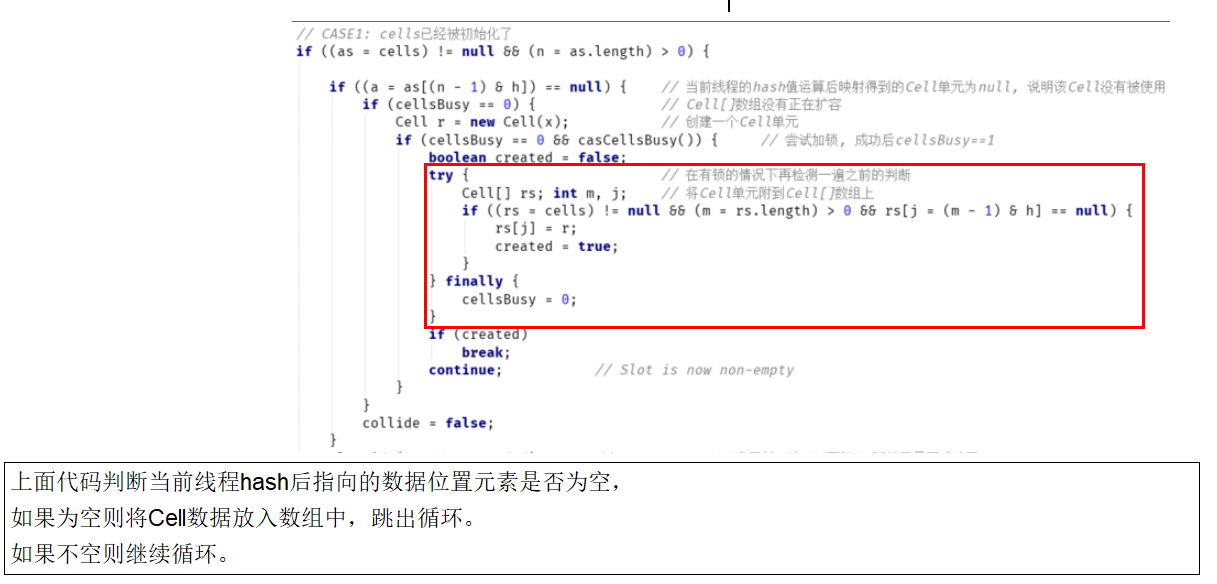 // CASE1: cells已经被初始化了
if ((as = cells) != null && (n = as.length) > 0) {
if ((a = as[(n - 1) & h]) == null) { // 当前线程的hash值运算后映射得到的Cell单元为null, 说明该Cell没有被使用
if (cellsBusy == 0) { // Cell[]数组没有正在扩容
Cell r = new Cell(x); // 创建一个Cell单元
if (cellsBusy == 0 && casCellsBusy()) { // 尝试加锁, 成功后cellsBusy==1
boolean created = false;
try { // 在有锁的情况下再检测一遍之前的判断
Cell[] rs; int m, j; // 将Cell单元附到Cell[]数组上
if ((rs = cells) != null && (m = rs.length) > 0 && rs[j = (m - 1) & h] == null) {
rs[j] = r;
created = true;
}
} finally {
cellsBusy = 0;
}
if (created)
break;
continue; // Slot is now non-empty
}
}
collide = false;
}
上面代码判断当前线程hash后指向的数据位置元素是否为空，
如果为空则将Cell数据放入数组中，跳出循环。
如果不空则继续循环。